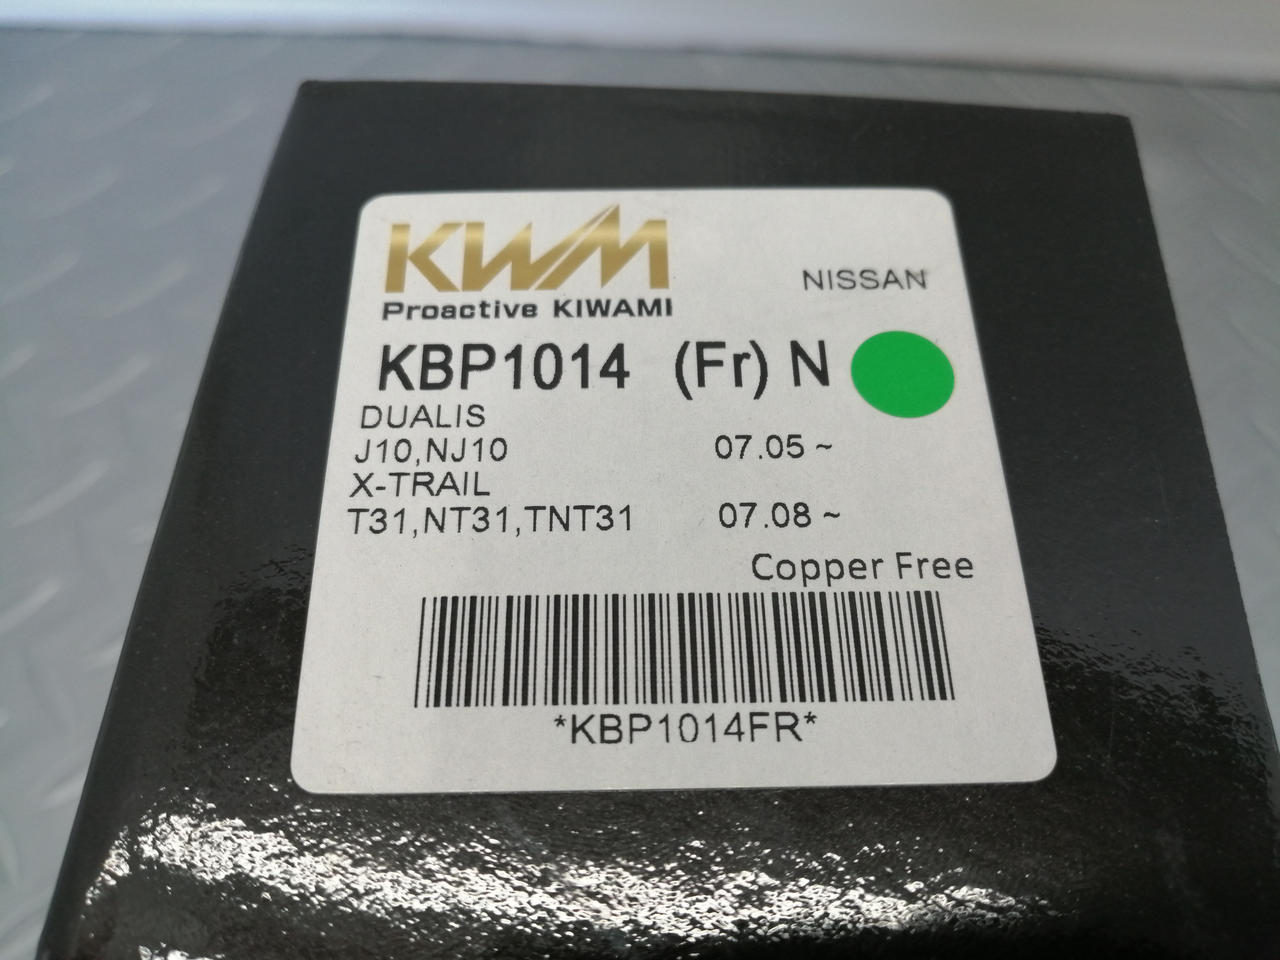 KWM
Proactive KIWAMI
NISSAN
KBP1014 (Fr) N
DUALIS
J10,NJ10 07.05 ~
X-TRAIL
T31,NT31,TNT31 07.08 ~
Copper Free
*KBP1014FR*